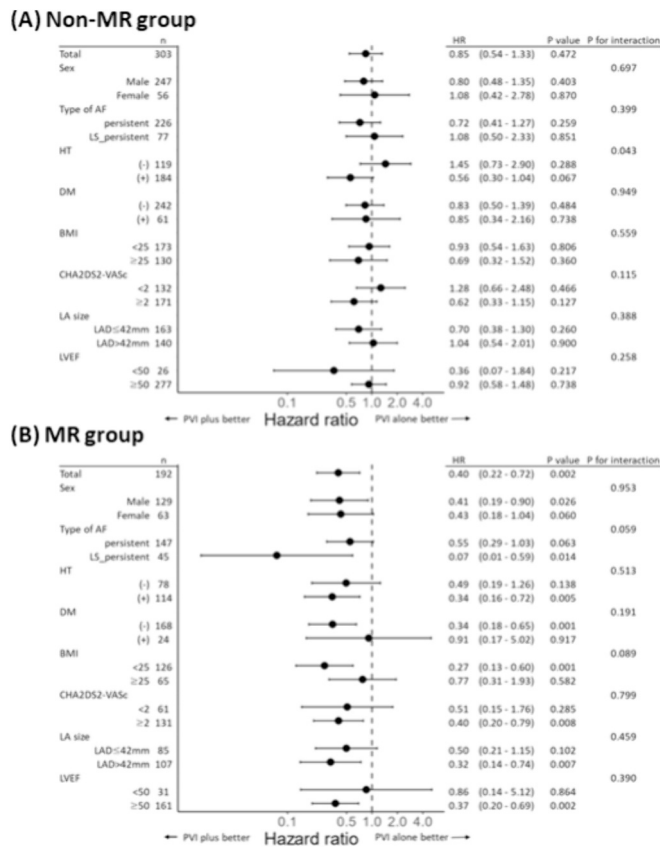 (A) Non-MR group
n HR P value P for interaction
Total 303 0.85 (0.54 - 1.33) 0.472
Sex 0.697
Male 247 0.80 (0.48 - 1.35) 0.403
Female 56 1.08 (0.42 - 2.78) 0.870
Type of AF 0.399
persistent 226 0.72 (0.41 - 1.27) 0.259
LS_persistent 77 1.08 (0.50 - 2.33) 0.851
HT 0.043
(-) 119 1.45 (0.73 - 2.90) 0.288
(+) 184 0.56 (0.30 - 1.04) 0.067
DM 0.949
(-) 242 0.83 (0.50 - 1.39) 0.484
(+) 61 0.85 (0.34 - 2.16) 0.738
BMI 0.559
<25 173 0.93 (0.54 - 1.63) 0.806
≥25 130 0.69 (0.32 - 1.52) 0.360
CHA2DS2-VASc 0.115
<2 132 1.28 (0.66 - 2.48) 0.466
≥2 171 0.62 (0.33 - 1.15) 0.127
LA size 0.388
LAD≤42mm 163 0.70 (0.38 - 1.30) 0.260
LAD>42mm 140 1.04 (0.54 - 2.01) 0.900
LVEF 0.258
<50 26 0.36 (0.07 - 1.84) 0.217
≥50 277 0.92 (0.58 - 1.48) 0.738
0.1 0.5 1.0 2.0 4.0
← PVI plus better Hazard ratio PVI alone better →
(B) MR group
n HR P value P for interaction
Total 192 0.40 (0.22 - 0.72) 0.002
Sex 0.953
Male 129 0.41 (0.19 - 0.90) 0.026
Female 63 0.43 (0.18 - 1.04) 0.060
Type of AF 0.059
persistent 147 0.55 (0.29 - 1.03) 0.063
LS_persistent 45 0.07 (0.01 - 0.59) 0.014
HT 0.513
(-) 78 0.49 (0.19 - 1.26) 0.138
(+) 114 0.34 (0.16 - 0.72) 0.005
DM 0.191
(-) 168 0.34 (0.18 - 0.65) 0.001
(+) 24 0.91 (0.17 - 5.02) 0.917
BMI 0.089
<25 126 0.27 (0.13 - 0.60) 0.001
≥25 65 0.77 (0.31 - 1.93) 0.582
CHA2DS2-VASc 0.799
<2 61 0.51 (0.15 - 1.76) 0.285
≥2 131 0.40 (0.20 - 0.79) 0.008
LA size 0.459
LAD≤42mm 85 0.50 (0.21 - 1.15) 0.102
LAD>42mm 107 0.32 (0.14 - 0.74) 0.007
LVEF 0.390
<50 31 0.86 (0.14 - 5.12) 0.864
≥50 161 0.37 (0.20 - 0.69) 0.002
0.1 0.5 1.0 2.0 4.0
← PVI plus better Hazard ratio PVI alone better →